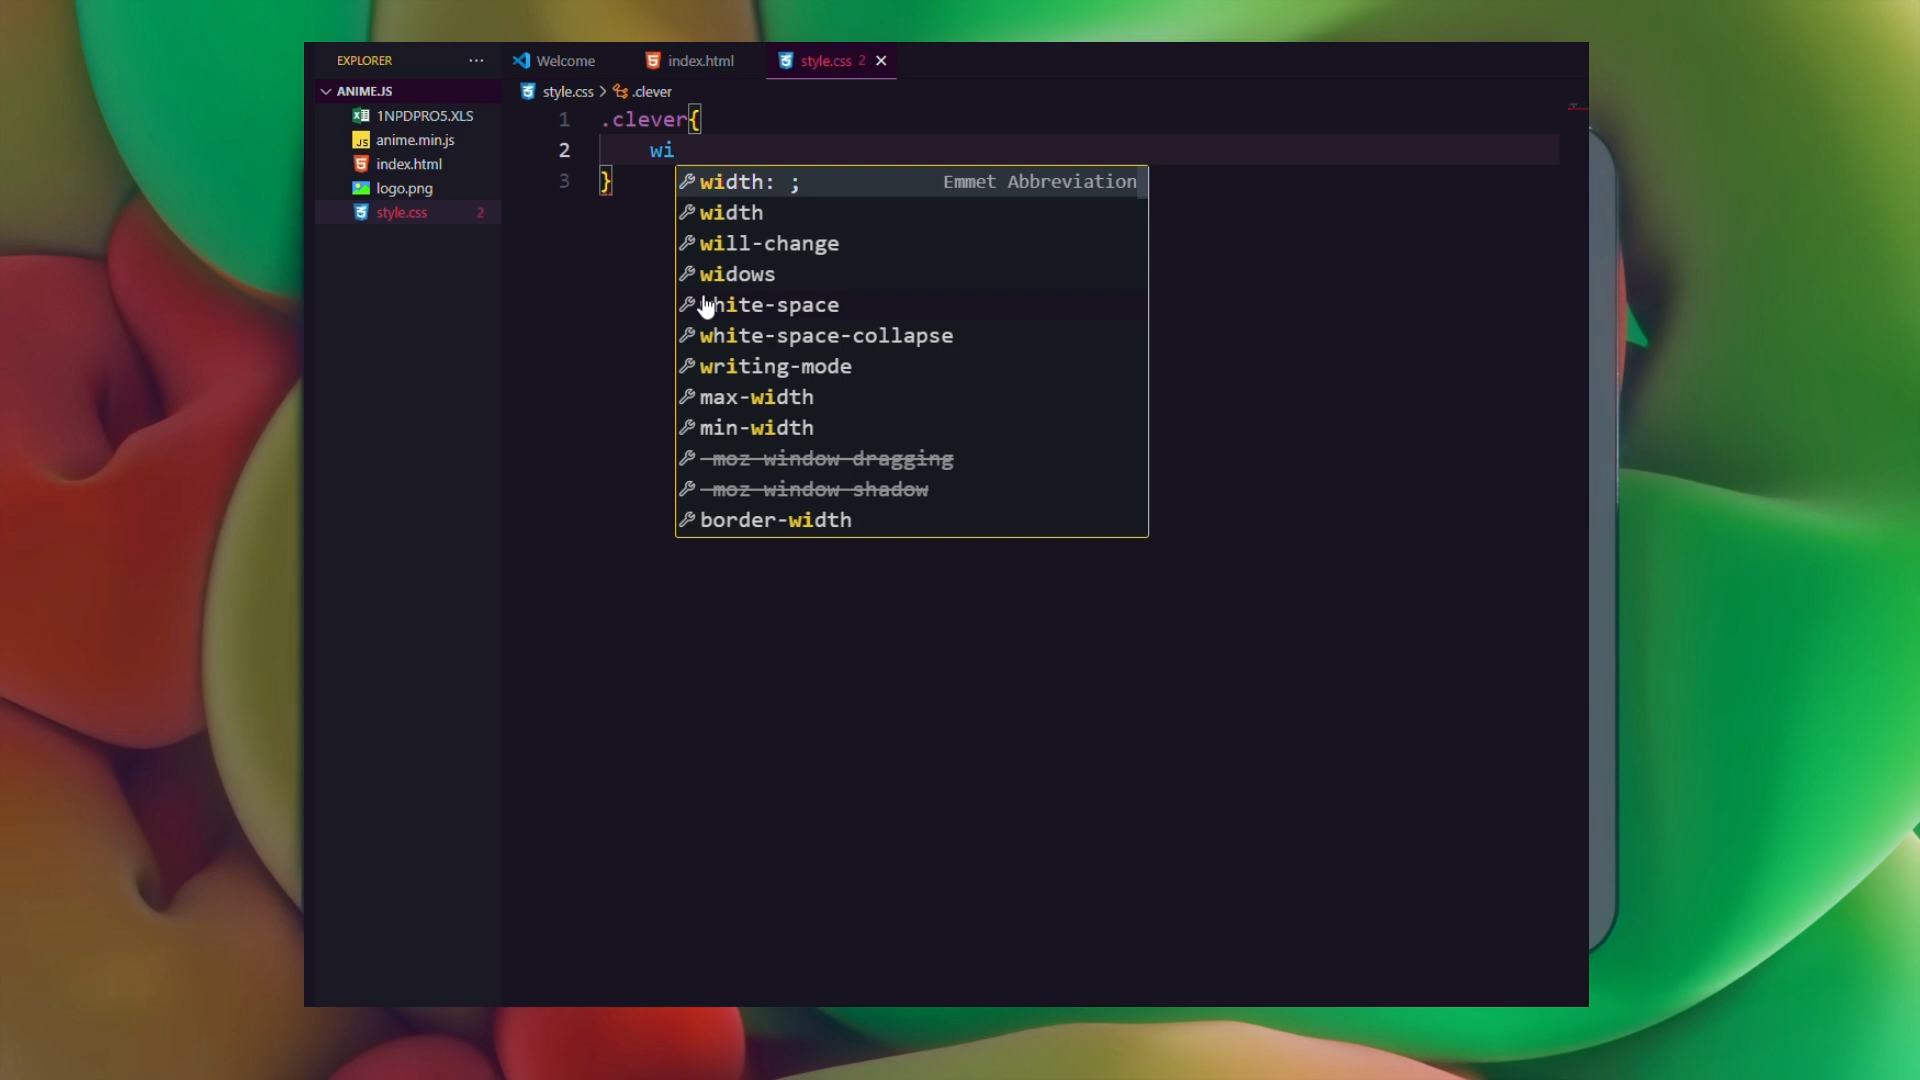 EXPLORER
ANIME.JS
1NPDPRO5.XLS
anime.min.js
index.html
logo.png
style.css 2
Welcome index.html style.css 2
style.css > .clever
1 .clever{
2 wi
3 }
width: ; Emmet Abbreviation
width
will-change
widows
white-space
white-space-collapse
writing-mode
max-width
min-width
-moz-window-dragging
-moz-window-shadow
border-width